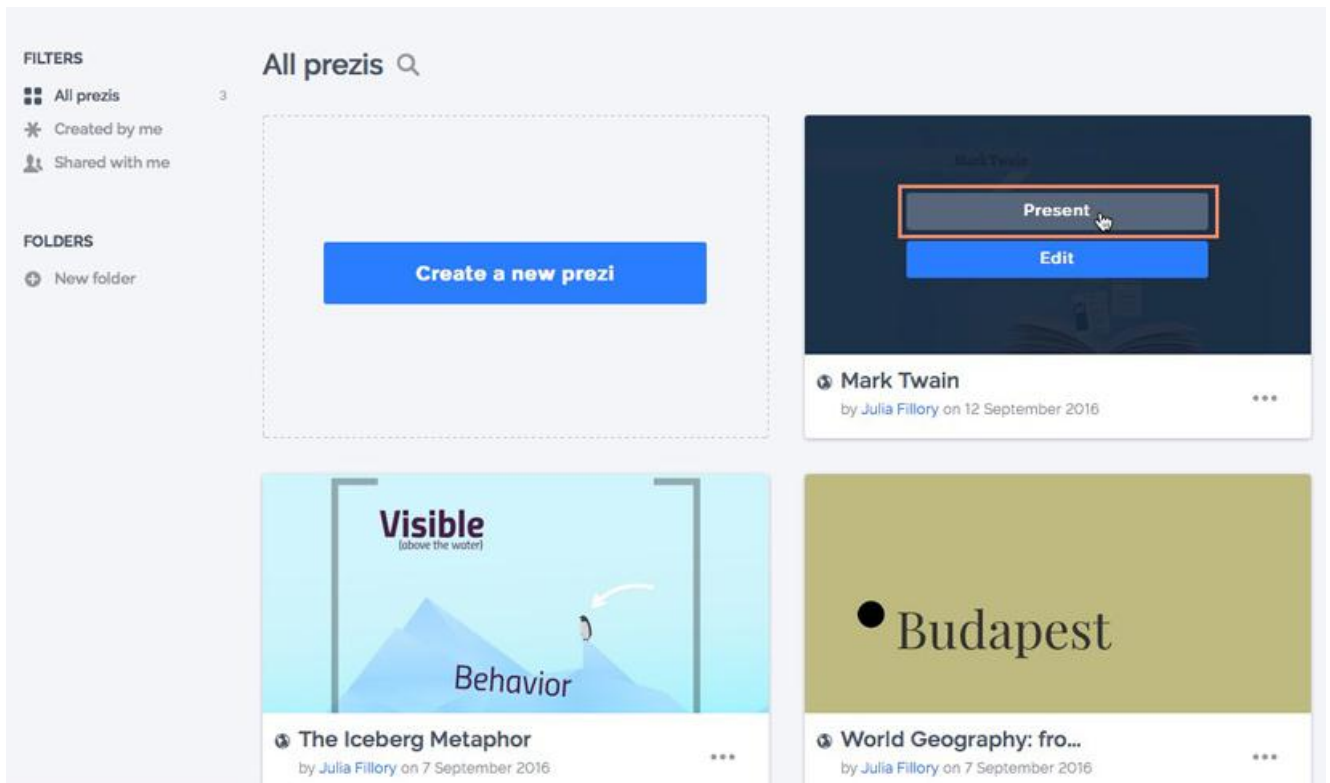 FILTERS
All prezis 3
Created by me
Shared with me
FOLDERS
New folder
All prezis
Create a new prezi
Mark Twain
Present
Edit
Mark Twain
by Julia Fillory on 12 September 2016
Visible
(above the water)
Behavior
The Iceberg Metaphor
by Julia Fillory on 7 September 2016
Budapest
World Geography: fro...
by Julia Fillory on 7 September 2016